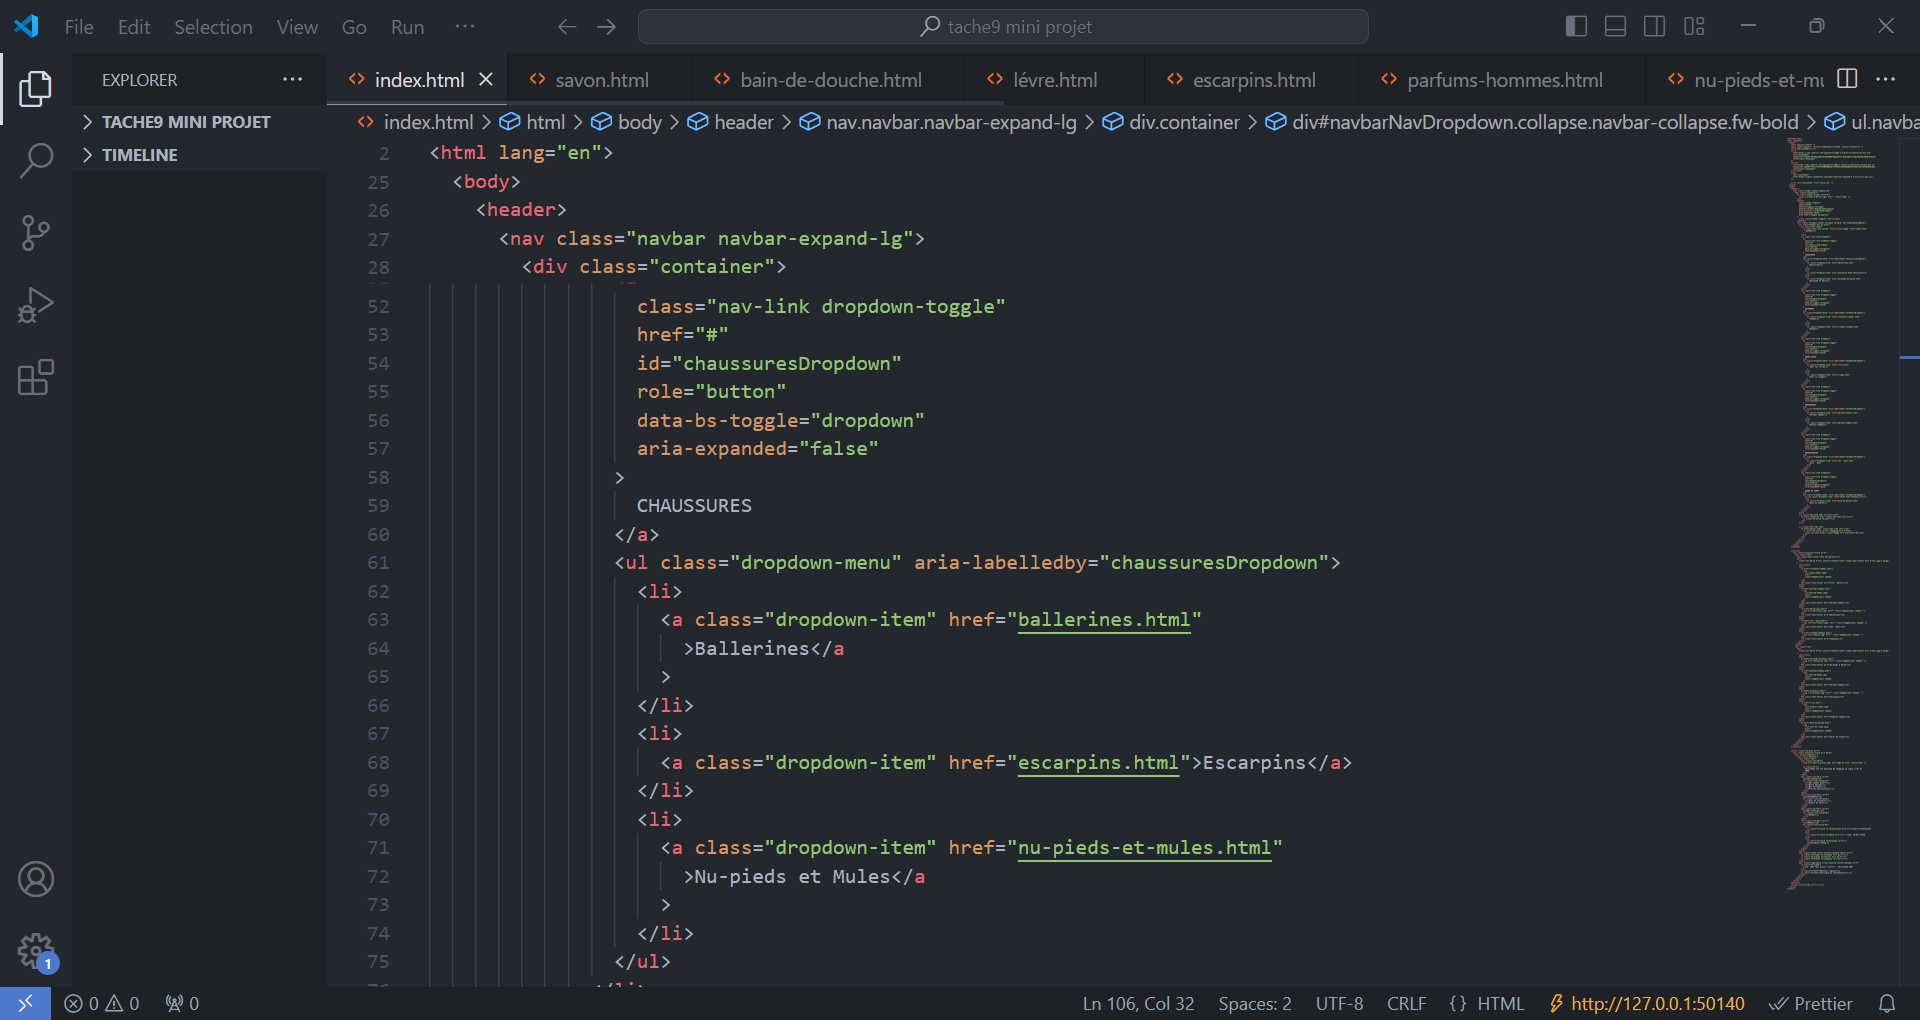 File Edit Selection View Go Run ··· tache9 mini projet
EXPLORER ···
index.html savon.html bain-de-douche.html lévre.html escarpins.html parfums-hommes.html nu-pieds-et-mu ···
TACHE9 MINI PROJET
TIMELINE
index.html > html > body > header > nav.navbar.navbar-expand-lg > div.container > div#navbarNavDropdown.collapse.navbar-collapse.fw-bold > ul.navba
2 <html lang="en">
25 <body>
26 <header>
27 <nav class="navbar navbar-expand-lg">
28 <div class="container">
52 class="nav-link dropdown-toggle"
53 href="#"
54 id="chaussuresDropdown"
55 role="button"
56 data-bs-toggle="dropdown"
57 aria-expanded="false"
58 >
59 CHAUSSURES
60 </a>
61 <ul class="dropdown-menu" aria-labelledby="chaussuresDropdown">
62 <li>
63 <a class="dropdown-item" href="ballerines.html"
64 >Ballerines</a
65 >
66 </li>
67 <li>
68 <a class="dropdown-item" href="escarpins.html">Escarpins</a>
69 </li>
70 <li>
71 <a class="dropdown-item" href="nu-pieds-et-mules.html"
72 >Nu-pieds et Mules</a
73 >
74 </li>
75 </ul>
1
0 0 0 Ln 106, Col 32 Spaces: 2 UTF-8 CRLF {} HTML http://127.0.0.1:50140 Prettier